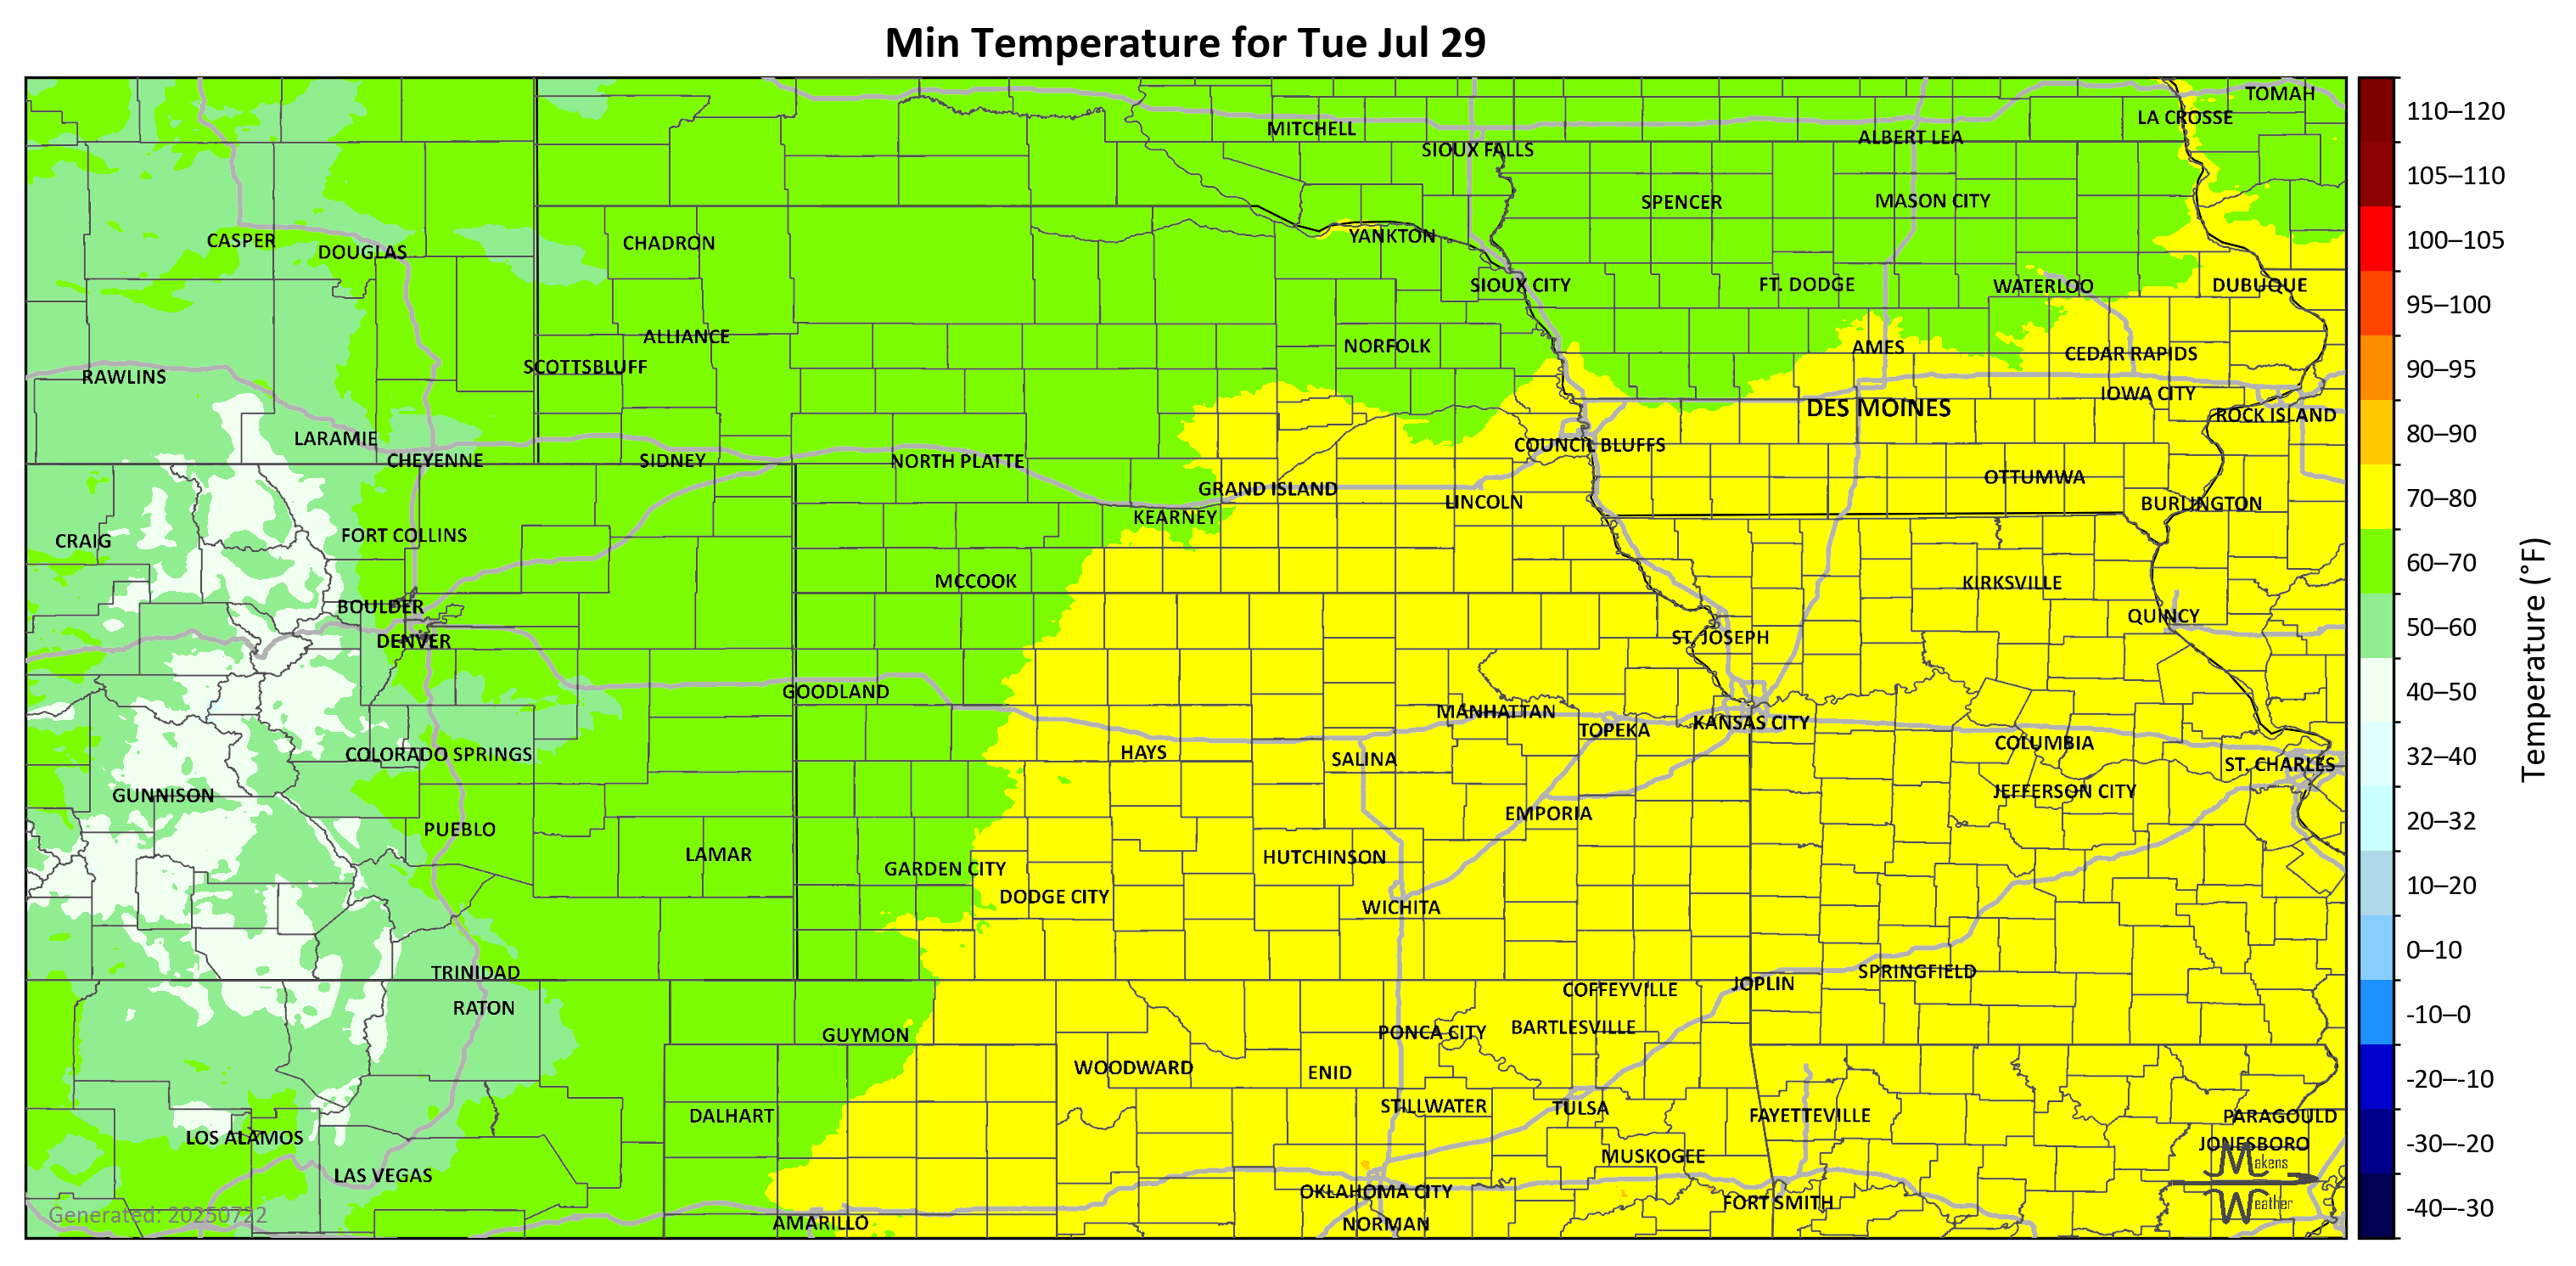 Min Temperature for Tue Jul 29
TOMAH
LA CROSSE
MITCHELL
ALBERT LEA
SIOUX FALLS
SPENCER
MASON CITY
CASPER
DOUGLAS
CHADRON
YANKTON
SIOUX CITY
FT. DODGE
WATERLOO
DUBUQUE
ALLIANCE
NORFOLK
AMES
CEDAR RAPIDS
SCOTTSBLUFF
RAWLINS
IOWA CITY
DES MOINES
ROCK ISLAND
LARAMIE
COUNCIL BLUFFS
CHEYENNE
SIDNEY
NORTH PLATTE
OTTUMWA
GRAND ISLAND
LINCOLN
BURLINGTON
KEARNEY
FORT COLLINS
CRAIG
MCCOOK
KIRKSVILLE
BOULDER
QUINCY
DENVER
ST. JOSEPH
GOODLAND
MANHATTAN
TOPEKA
KANSAS CITY
COLUMBIA
COLORADO SPRINGS
HAYS
SALINA
ST. CHARLES
GUNNISON
JEFFERSON CITY
EMPORIA
PUEBLO
LAMAR
HUTCHINSON
GARDEN CITY
DODGE CITY
WICHITA
TRINIDAD
SPRINGFIELD
JOPLIN
COFFEYVILLE
RATON
GUYMON
PONCA CITY
BARTLESVILLE
WOODWARD
ENID
STILLWATER
TULSA
DALHART
FAYETTEVILLE
PARAGOULD
LOS ALAMOS
JONESBORO
MUSKOGEE
LAS VEGAS
OKLAHOMA CITY
FORT SMITH
AMARILLO
NORMAN
Generated: 20250722
Makens
Weather
110–120
105–110
100–105
95–100
90–95
80–90
70–80
60–70
50–60
40–50
32–40
20–32
10–20
0–10
-10–0
-20–-10
-30–-20
-40–-30
Temperature (°F)